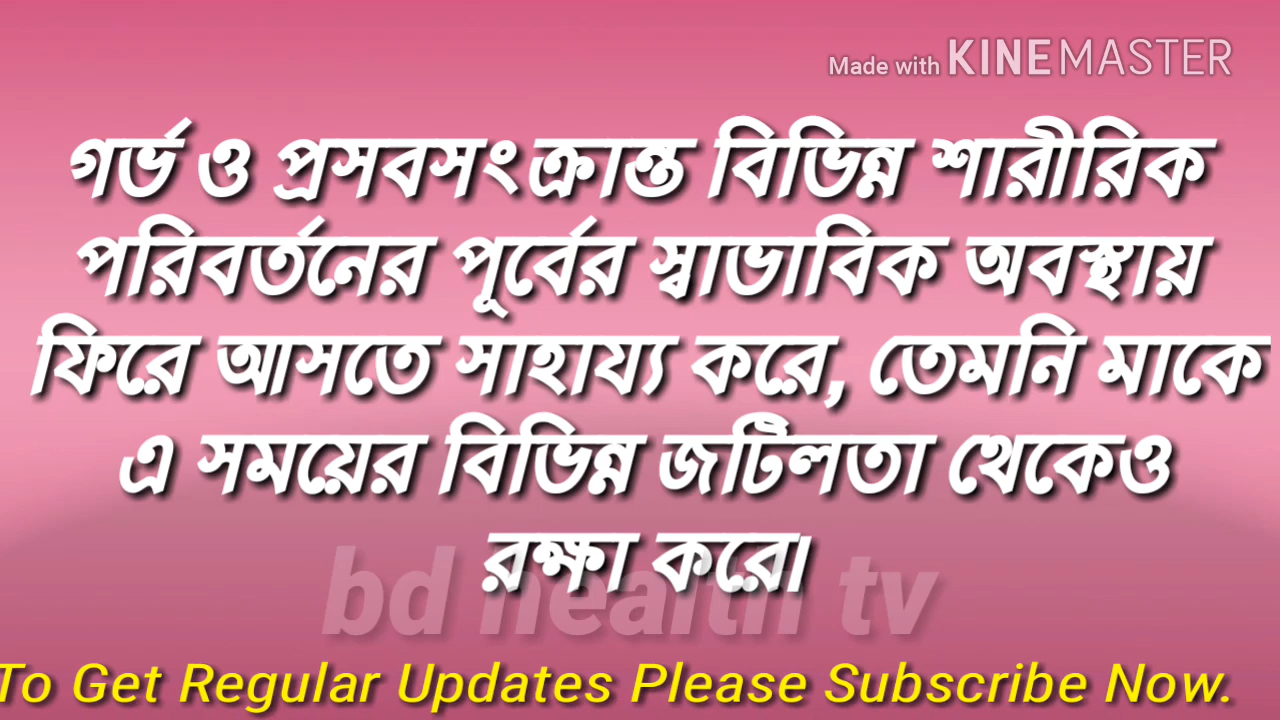 Made with KINEMASTER
গর্ভ ও প্রসবসংক্রান্ত বিভিন্ন শারীরিক
পরিবর্তনের পূর্বের স্বাভাবিক অবস্থায়
ফিরে আসতে সাহায্য করে, তেমনি মাকে
এ সময়ের বিভিন্ন জটিলতা থেকেও
রক্ষা করে।
bd health tv
To Get Regular Updates Please Subscribe Now.